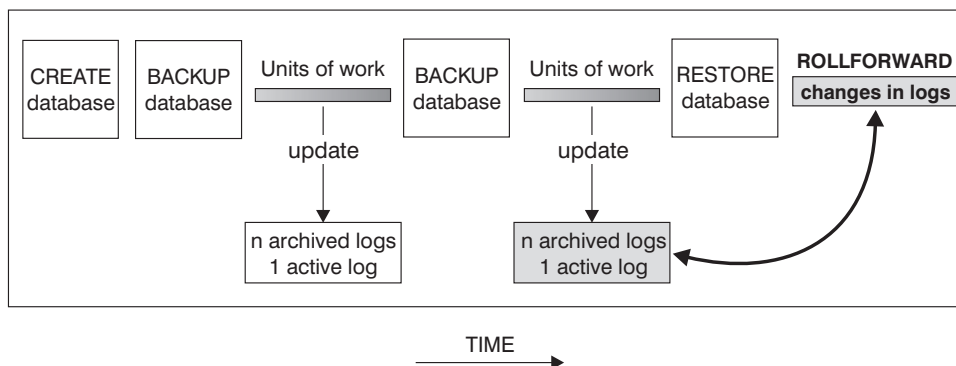 CREATE
database
BACKUP
database
Units of work
update
n archived logs
1 active log
BACKUP
database
Units of work
update
n archived logs
1 active log
RESTORE
database
ROLLFORWARD
changes in logs
TIME